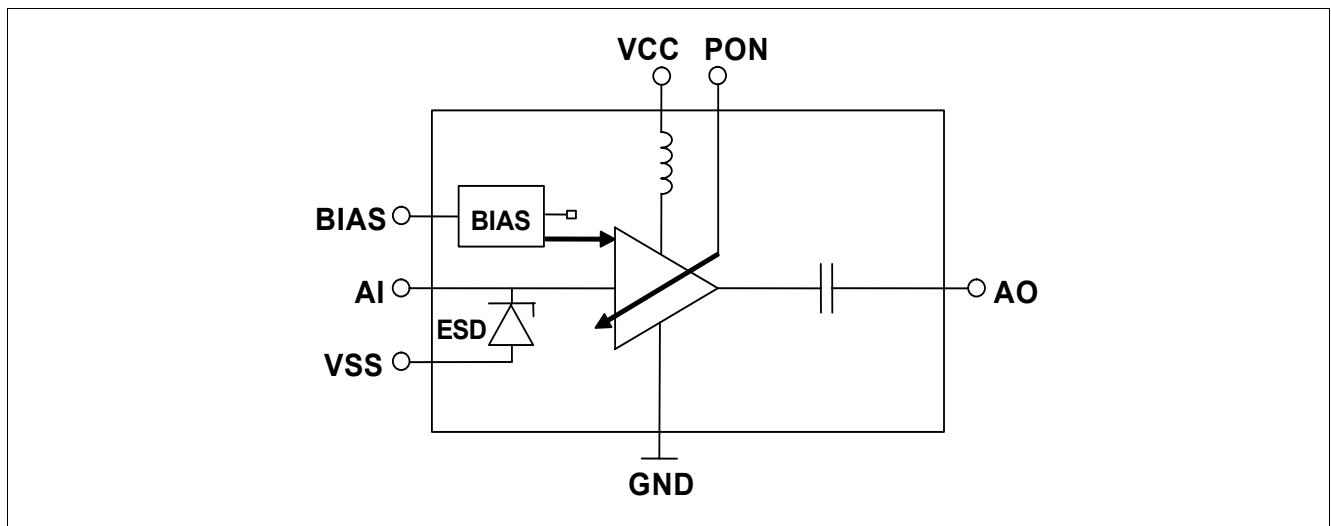 VCC PON
BIAS
BIAS
AI
ESD
VSS
AO
GND